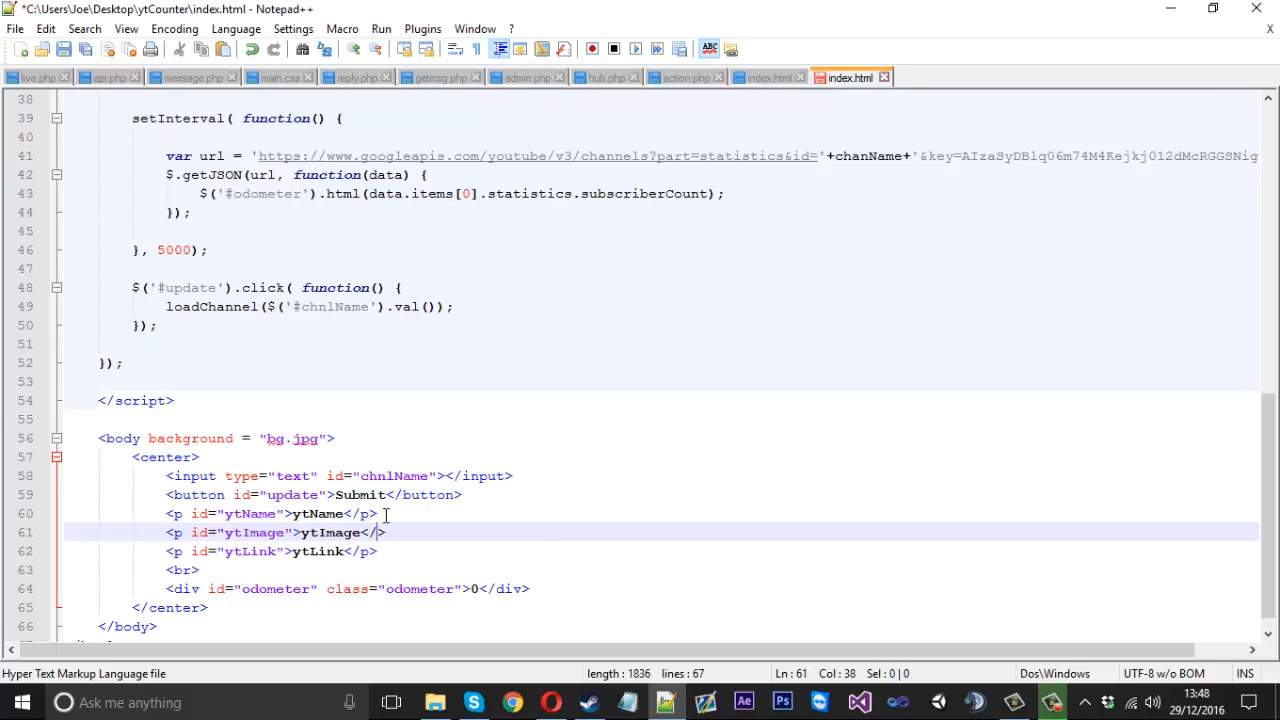 *C:\Users\Joe\Desktop\ytCounter\index.html - Notepad++
File Edit Search View Encoding Language Settings Macro Run Plugins Window ? X
live.php api.php message.php main.css reply.php getmsg.php admin.php hub.php action.php index.html index.html
38
39 setInterval( function() {
40
41 var url = 'https://www.googleapis.com/youtube/v3/channels?part=statistics&id='+chanName+'&key=AIzaSyDBlq06m74M4Kejkj012dMcRGGSNig
42 $.getJSON(url, function(data) {
43 $('#odometer').html(data.items[0].statistics.subscriberCount);
44 });
45
46 }, 5000);
47
48 $('#update').click( function() {
49 loadChannel($('#chnlName').val());
50 });
51
52 });
53
54 </script>
55
56 <body background = "bg.jpg">
57 <center>
58 <input type="text" id="chnlName"></input>
59 <button id="update">Submit</button>
60 <p id="ytName">ytName</p>
61 <p id="ytImage">ytImage</>
62 <p id="ytLink">ytLink</p>
63 <br>
64 <div id="odometer" class="odometer">0</div>
65 </center>
66 </body>
Hyper Text Markup Language file length : 1836 lines : 67 Ln : 61 Col : 38 Sel : 0 | 0 Dos\Windows UTF-8 w/o BOM INS
Ask me anything 13:48
29/12/2016